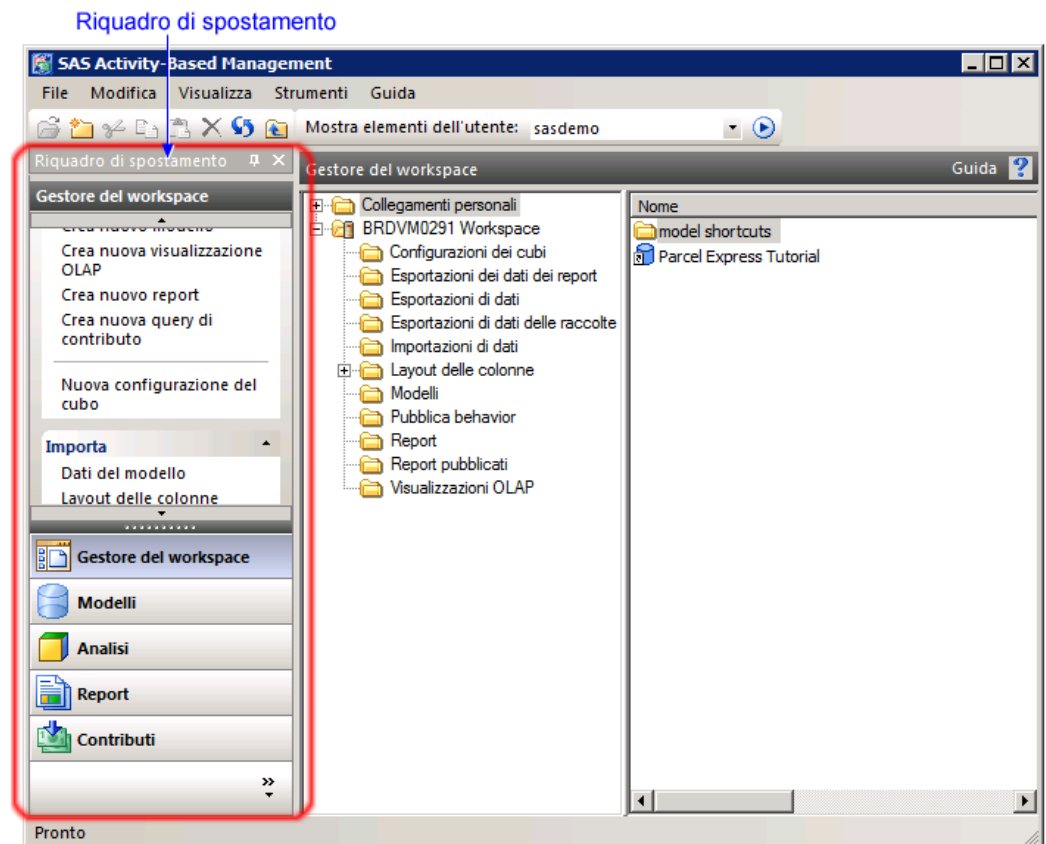 Riquadro di spostamento
SAS Activity-Based Management
File Modifica Visualizza Strumenti Guida
Mostra elementi dell'utente: sasdemo
Riquadro di spostamento
Gestore del workspace
Crea nuovo modello
Crea nuova visualizzazione
OLAP
Crea nuovo report
Crea nuova query di
contributo
Nuova configurazione del
cubo
Importa
Dati del modello
Layout delle colonne
Gestore del workspace
Modelli
Analisi
Report
Contributi
Gestore del workspace Guida
Collegamenti personali
BRDVM0291 Workspace
Configurazioni dei cubi
Esportazioni dei dati dei report
Esportazioni di dati
Esportazioni di dati delle raccolte
Importazioni di dati
Layout delle colonne
Modelli
Pubblica behavior
Report
Report pubblicati
Visualizzazioni OLAP
Nome
model shortcuts
Parcel Express Tutorial
Pronto